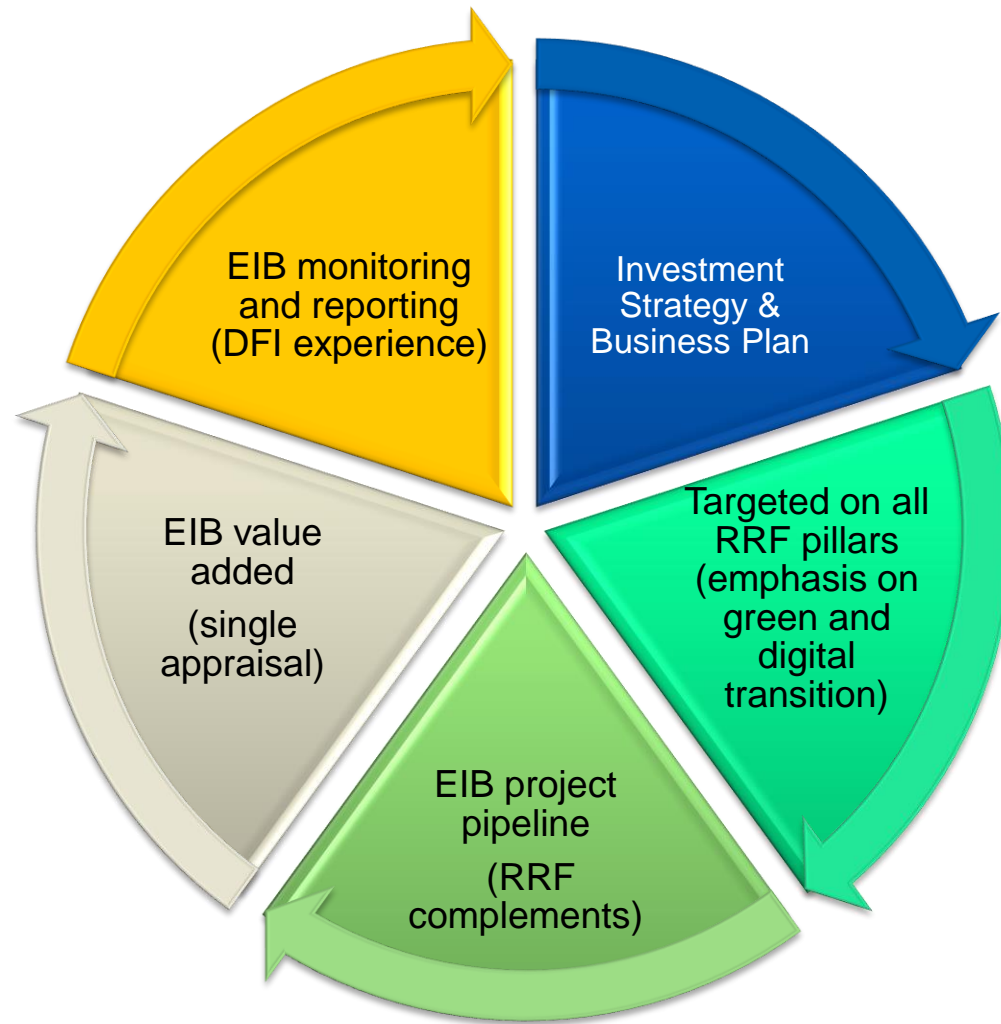 Investment
Strategy &
Business Plan
Targeted on all
RRF pillars
(emphasis on
green and
digital
transition)
EIB project
pipeline
(RRF
complements)
EIB value
added
(single
appraisal)
EIB monitoring
and reporting
(DFI experience)